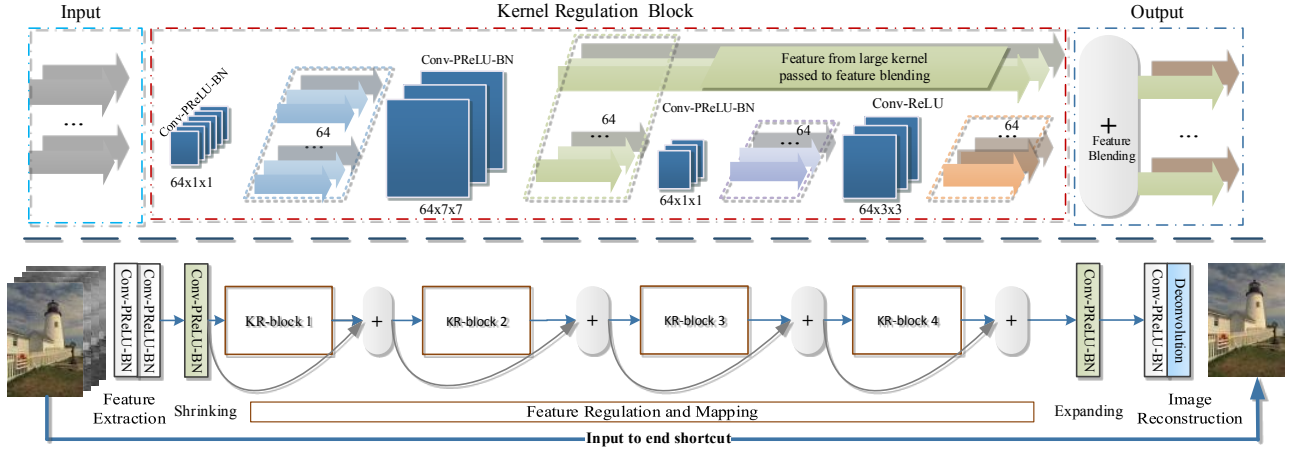 Input
Kernel Regulation Block
Output
...
Conv-PReLU-BN
64x1x1
64
...
64
...
Conv-PReLU-BN
64x7x7
64
...
Feature from large kernel
passed to feature blending
Conv-PReLU-BN
64x1x1
64
...
Conv-ReLU
64x3x3
64
...
+
Feature
Blending
...
Conv-PReLU-BN
Conv-PReLU-BN
Conv-PReLU-BN
KR-block 1
+
KR-block 2
+
KR-block 3
+
KR-block 4
+
Conv-PReLU-BN
Conv-PReLU-BN
Deconvolution
Feature
Extraction
Shrinking
Feature Regulation and Mapping
Expanding
Image
Reconstruction
Input to end shortcut